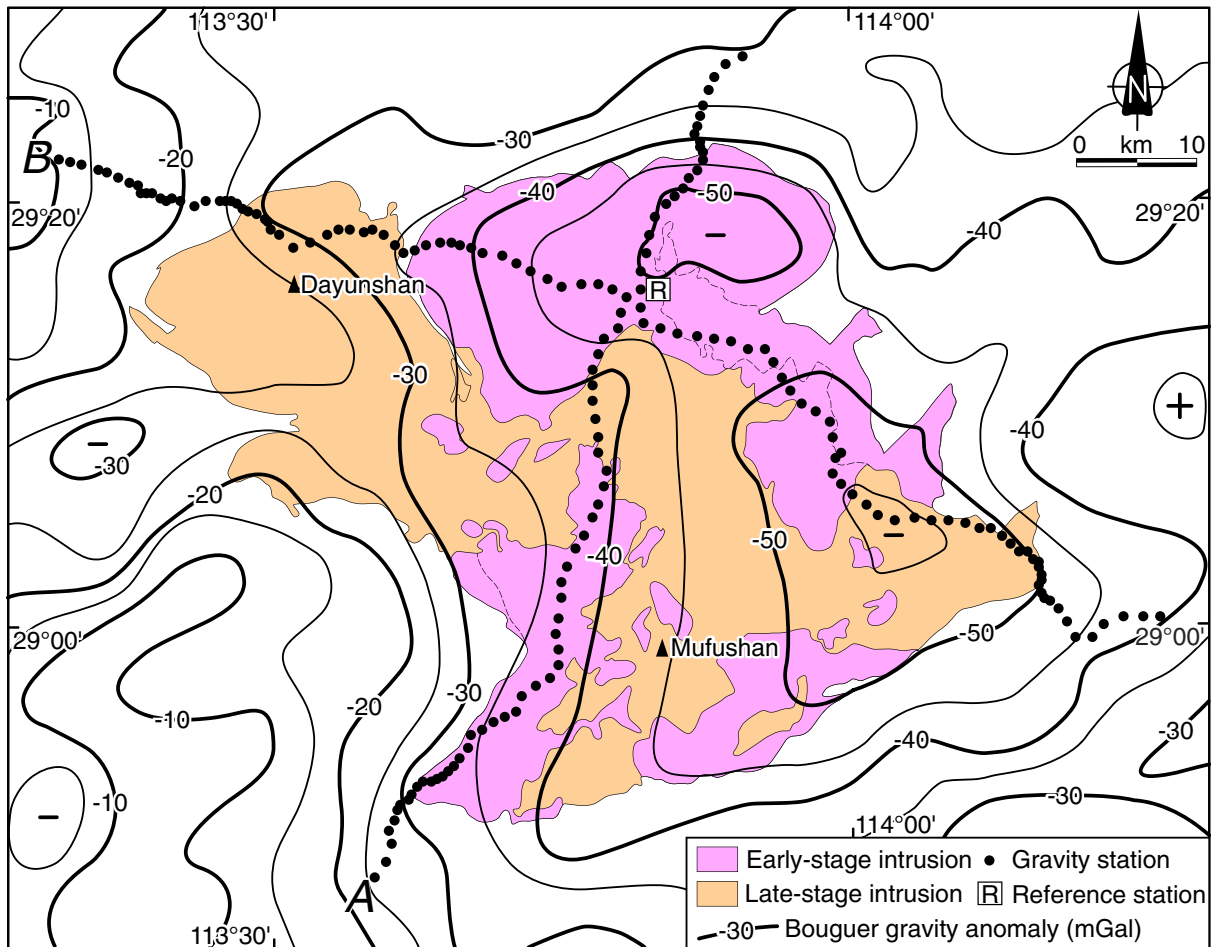 113°30'
114°00'
N
0 km 10
-10
B
-20
-30
-40
-50
29°20'
29°20'
-40
−
R
Dayunshan
-30
+
-40
−
-30
-20
-50
−
-40
29°00'
-50
29°00'
Mufushan
-30
-20
-10
-40
-30
-10
−
-30
114°00'
A
113°30'
Early-stage intrusion
Gravity station
Late-stage intrusion
R Reference station
-30 Bouguer gravity anomaly (mGal)